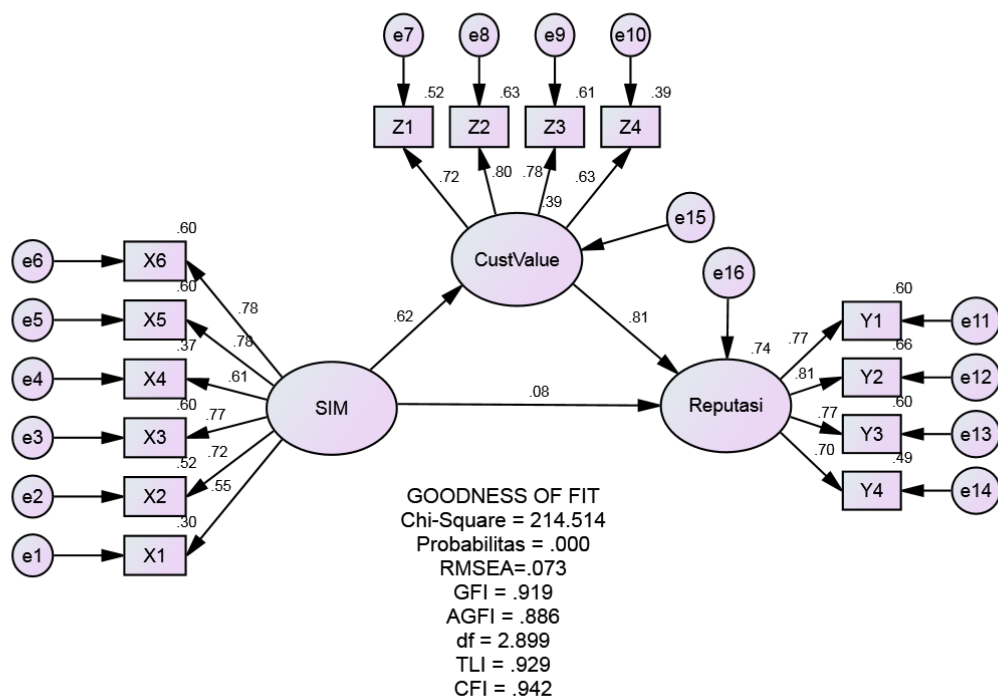 e7 e8 e9 e10
.52 .63 .61 .39
Z1 Z2 Z3 Z4
.72 .80 .78 .63
.39
CustValue
e15
e16
e6 X6 .60
e5 X5 .60
e4 X4 .37
e3 X3 .60
e2 X2 .52
e1 X1 .30
.78
.78
.61
.77
.72
.55
SIM
.62
.81
.08
.74
Reputasi
.77
.81
.77
.70
Y1 .60 e11
Y2 .66 e12
Y3 .60 e13
Y4 .49 e14
GOODNESS OF FIT
Chi-Square = 214.514
Probabilitas = .000
RMSEA=.073
GFI = .919
AGFI = .886
df = 2.899
TLI = .929
CFI = .942